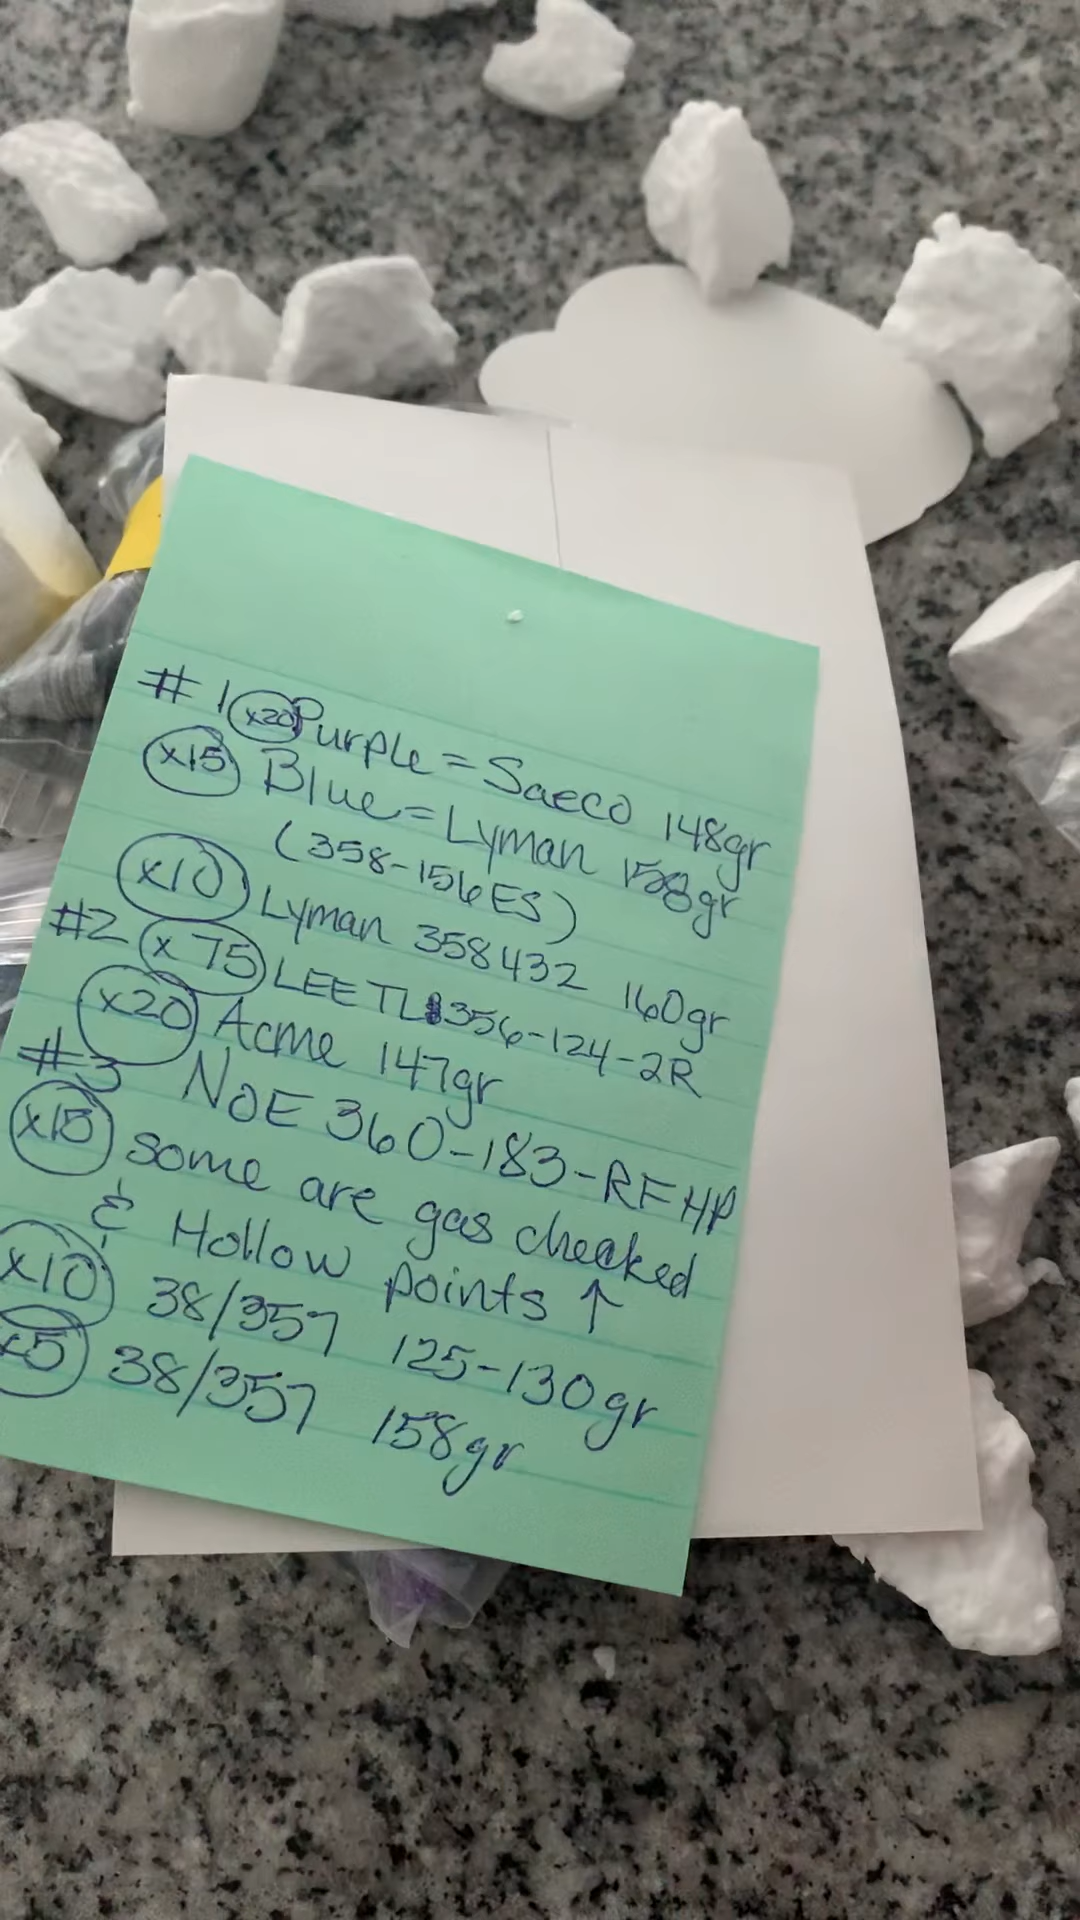 #1 x20 Purple = Saeco 148gr
x15 Blue = Lyman 158gr
(358-156ES)
x10 Lyman 358432 160gr
#2 x75 LEE TL356-124-2R
x20 Acme 147gr
#3 NOE 360-183-RFHP
x15 some are gas checked
& Hollow points ↑
x10 38/357 125-130gr
x5 38/357 158gr